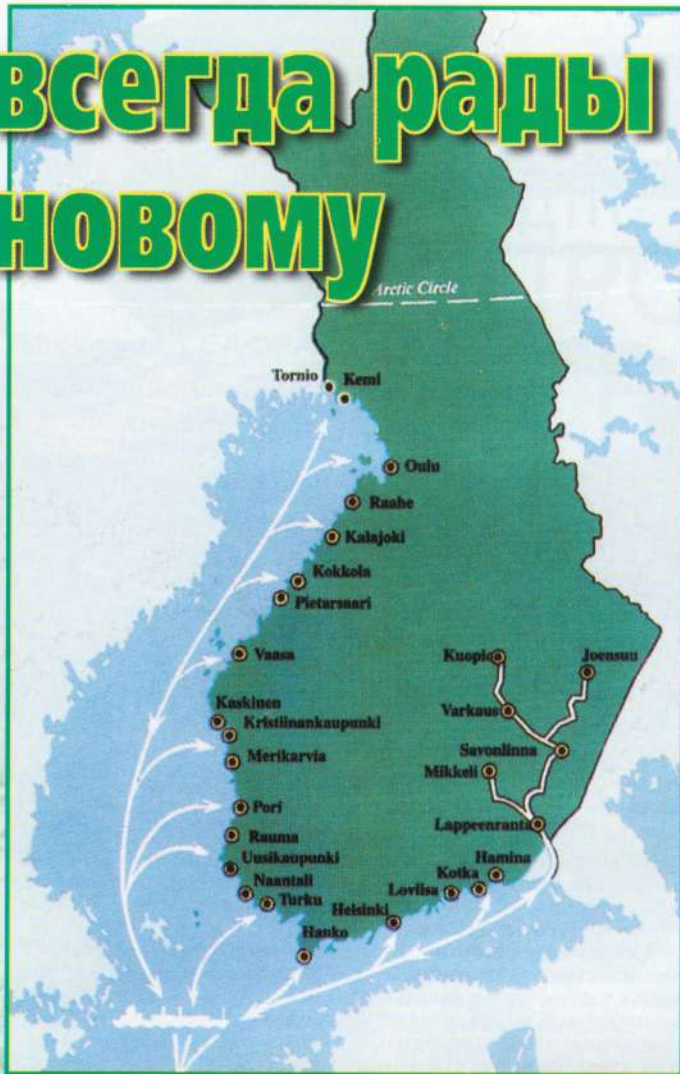 всегда рады
новому
Arctic Circle
Tornio
Kemi
Oulu
Raahe
Kalajoki
Kokkola
Pietarsaari
Vaasa
Kuopio
Joensuu
Kaskinen
Kristiinankaupunki
Varkaus
Merikarvia
Savonlinna
Mikkeli
Pori
Lappeenranta
Rauma
Uusikaupunki
Hamina
Naantali
Kotka
Turku
Loviisa
Helsinki
Hanko